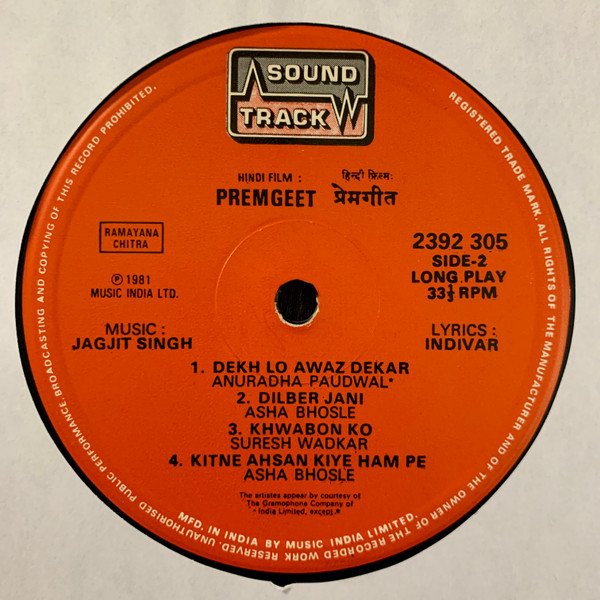 SOUND
TRACK
HINDI FILM :
हिन्दी फ़िल्म:
PREMGEET प्रेमगीत
RAMAYANA
CHITRA
2392 305
SIDE-2
LONG PLAY
33⅓ RPM
℗ 1981
MUSIC INDIA LTD.
MUSIC :
JAGJIT SINGH
LYRICS :
INDIVAR
1. DEKH LO AWAZ DEKAR
ANURADHA PAUDWAL*
2. DILBER JANI
ASHA BHOSLE
3. KHWABON KO
SURESH WADKAR
4. KITNE AHSAN KIYE HAM PE
ASHA BHOSLE
The artistes appear by courtesy of
The Gramophone Company of
India Limited, except.*
MFD. IN INDIA BY MUSIC INDIA LIMITED.
REGISTERED TRADE MARK. ALL RIGHTS OF THE MANUFACTURER AND OF THE OWNER OF THE RECORDED WORK RESERVED. UNAUTHORISED PUBLIC PERFORMANCE, BROADCASTING AND COPYING OF THIS RECORD PROHIBITED.